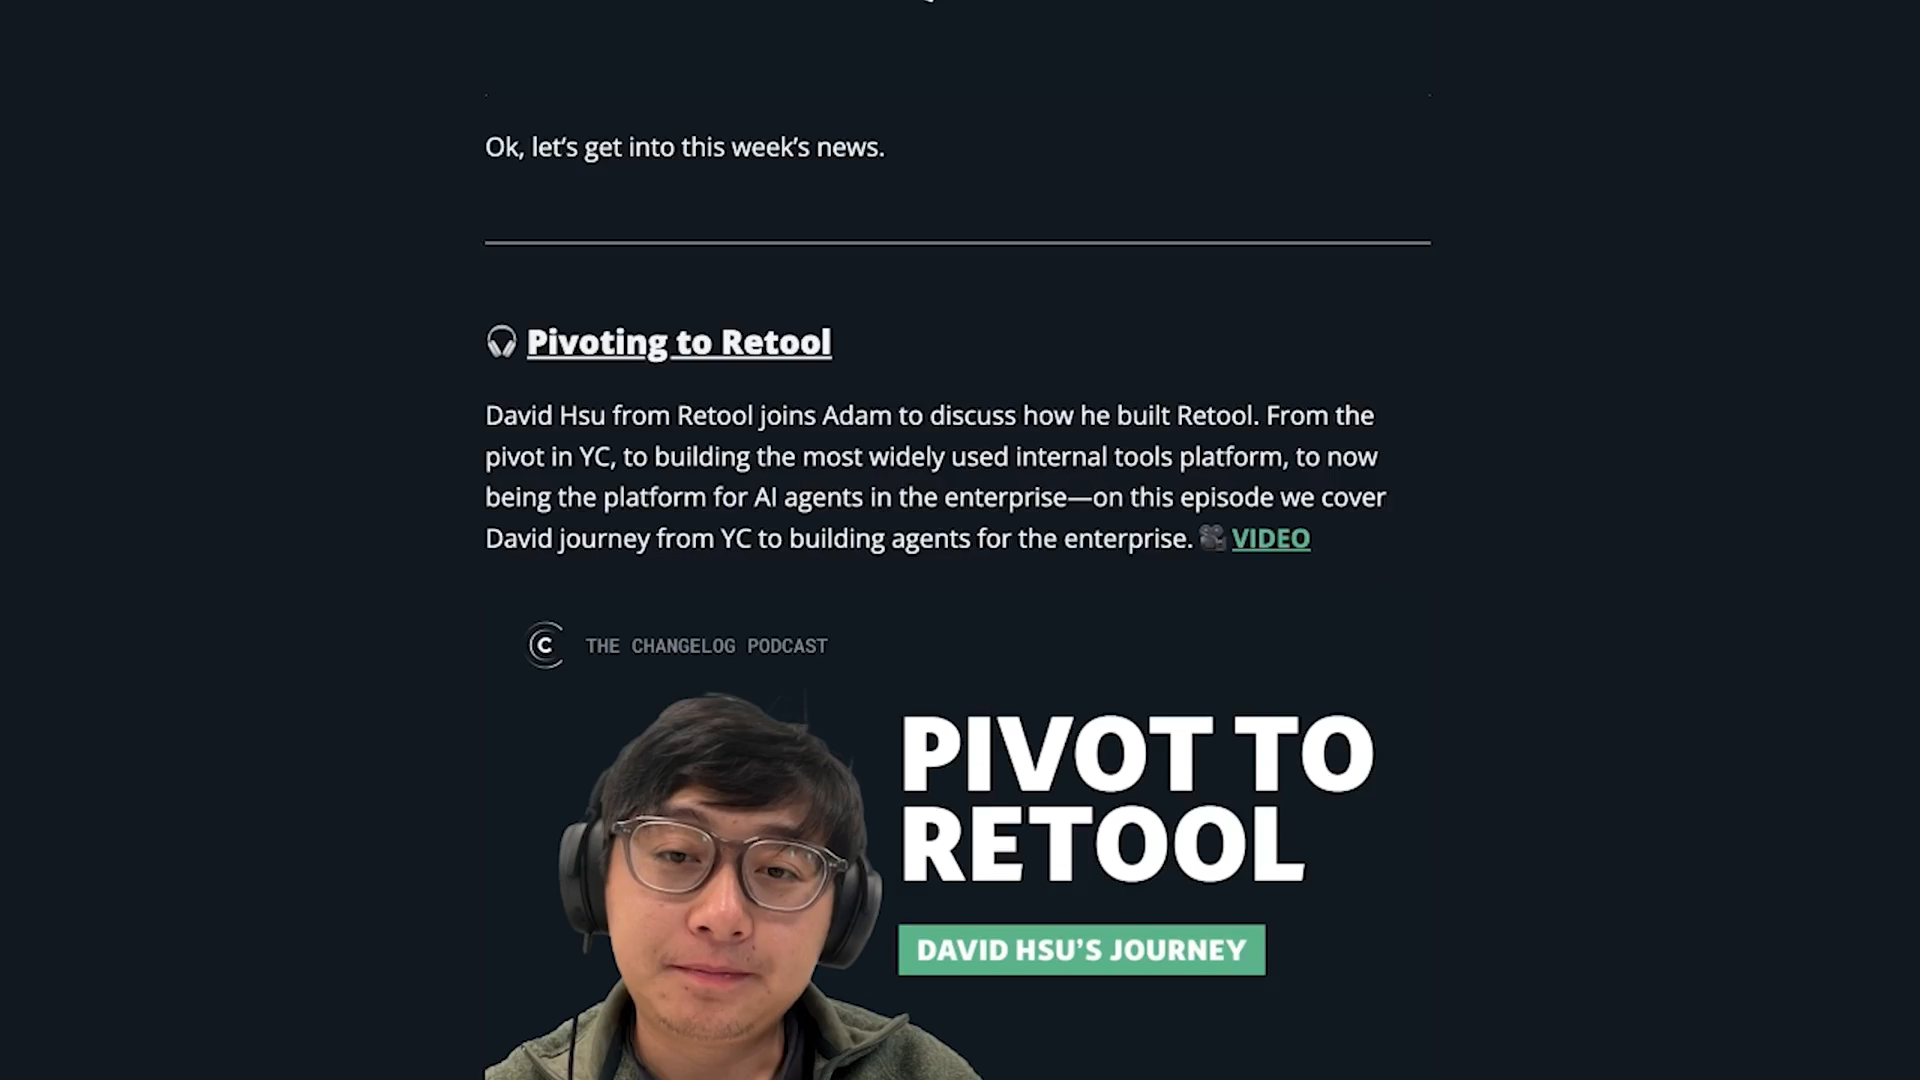 Ok, let’s get into this week’s news.
🎧 Pivoting to Retool
David Hsu from Retool joins Adam to discuss how he built Retool. From the
pivot in YC, to building the most widely used internal tools platform, to now
being the platform for AI agents in the enterprise—on this episode we cover
David journey from YC to building agents for the enterprise. 🎥 VIDEO
C THE CHANGELOG PODCAST
PIVOT TO
RETOOL
DAVID HSU’S JOURNEY